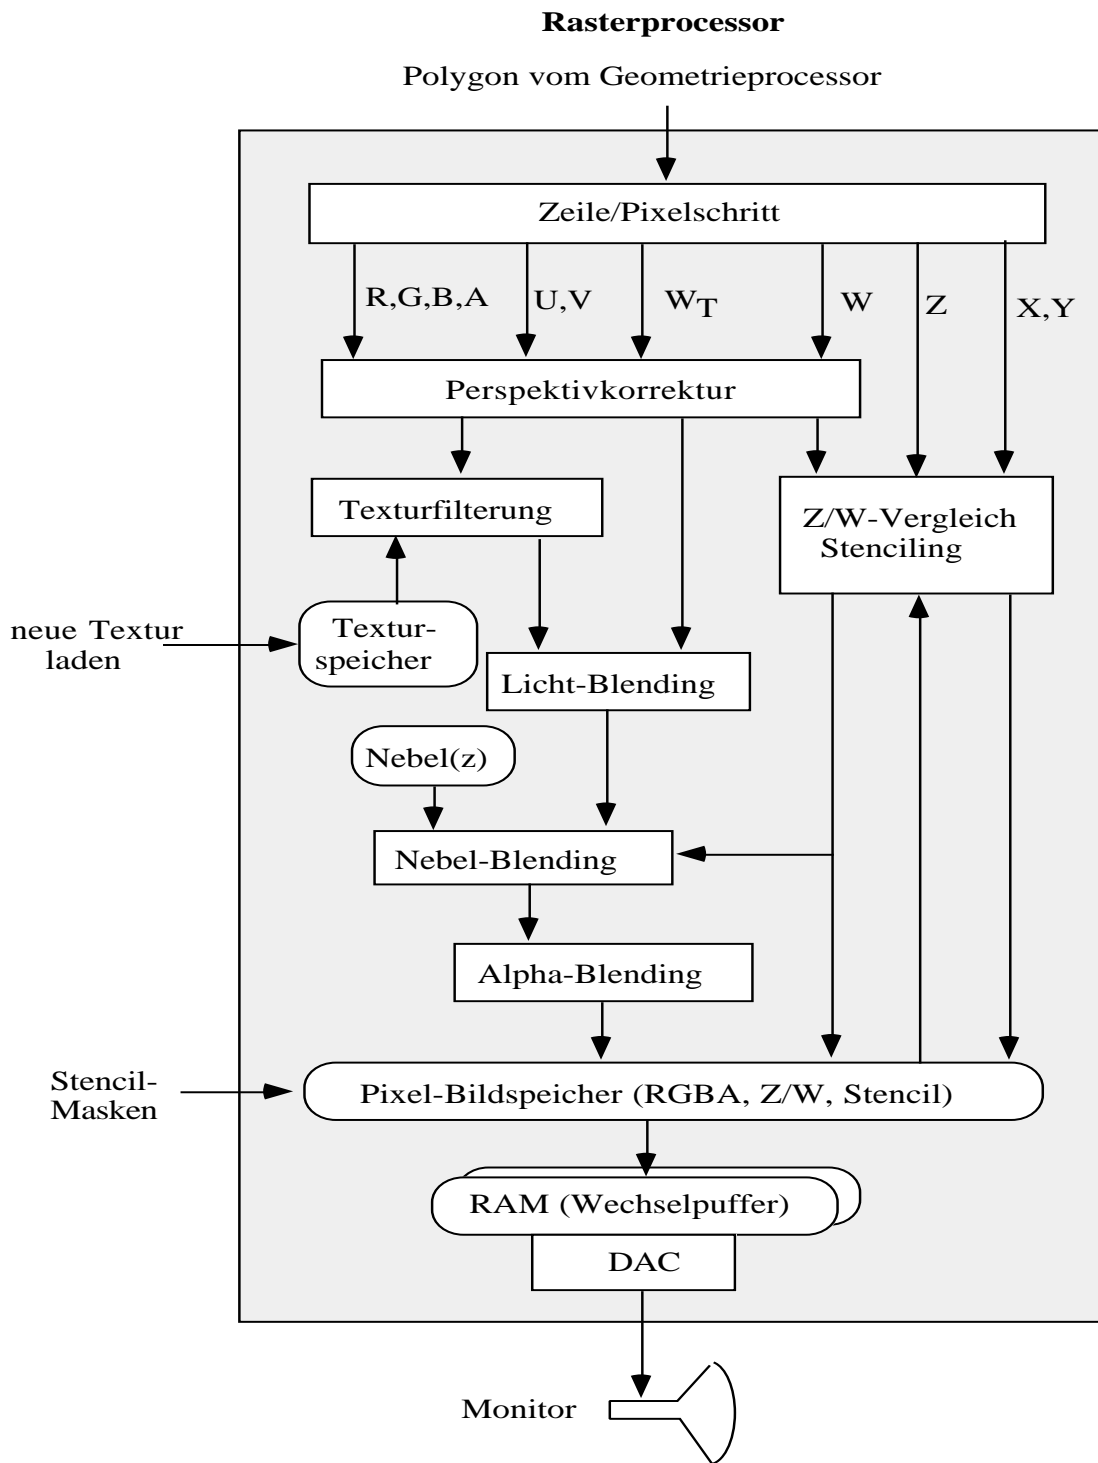 Rasterprocessor
Polygon vom Geometrieprocessor
Zeile/Pixelschritt
R,G,B,A
U,V
WT
W
Z
X,Y
Perspektivkorrektur
Texturfilterung
Z/W-Vergleich
Stenciling
neue Textur
laden
Textur-
speicher
Licht-Blending
Nebel(z)
Nebel-Blending
Alpha-Blending
Stencil-
Masken
Pixel-Bildspeicher (RGBA, Z/W, Stencil)
RAM (Wechselpuffer)
DAC
Monitor